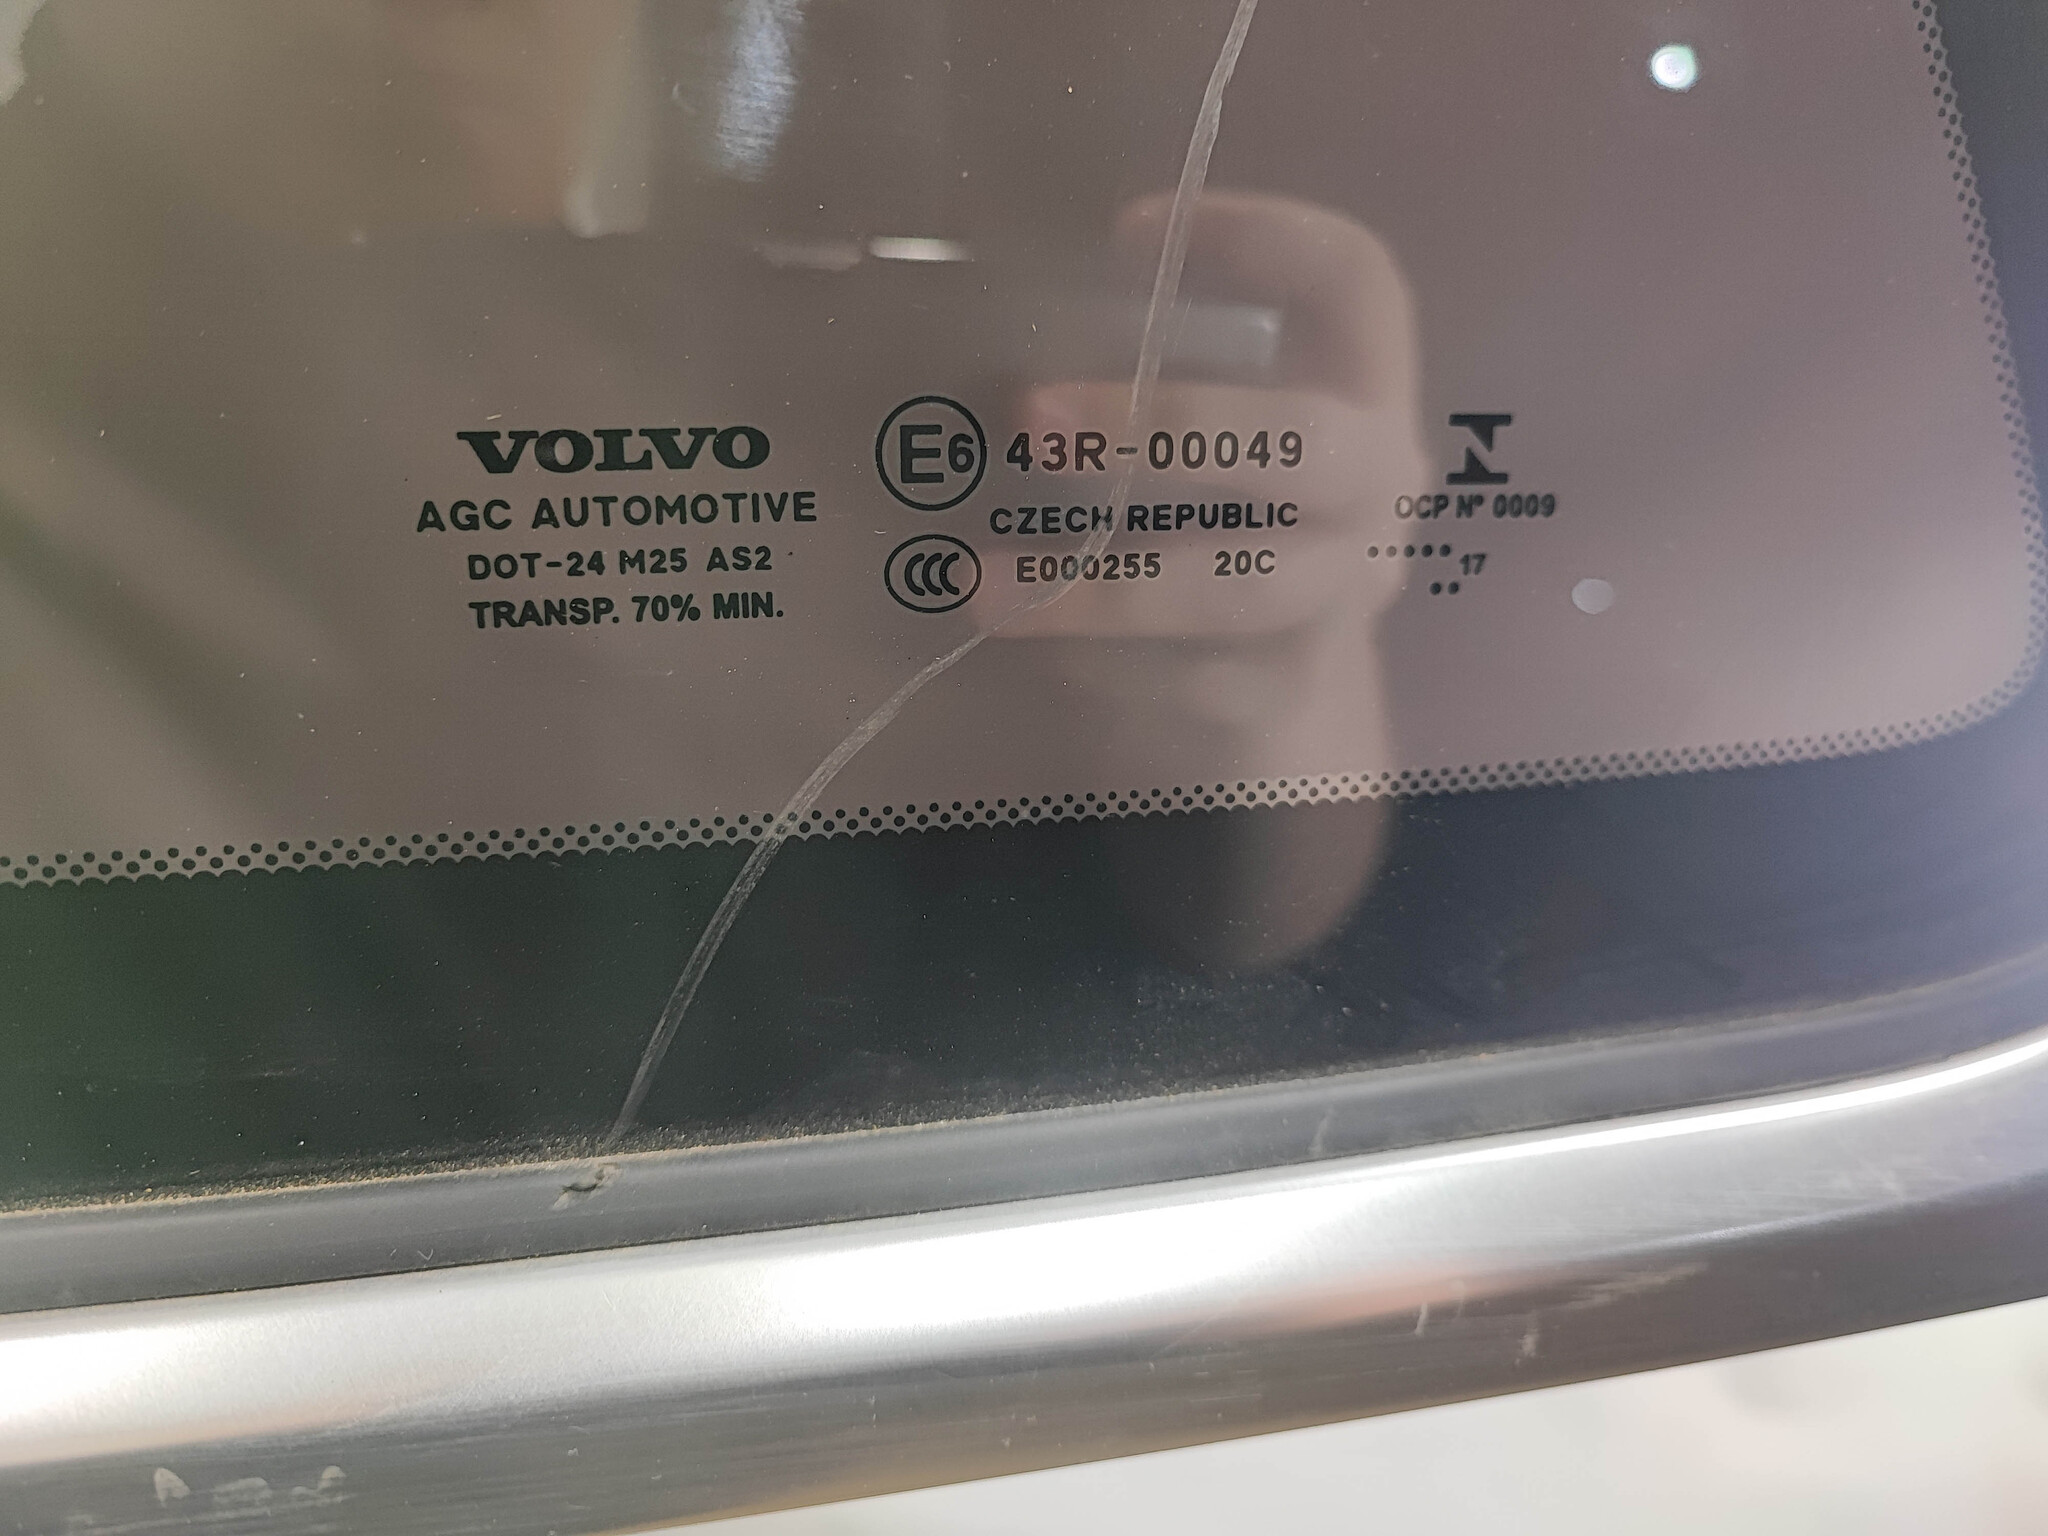 VOLVO
AGC AUTOMOTIVE
DOT-24 M25 AS2
TRANSP. 70% MIN.
E6 43R-00049
CZECH REPUBLIC
CCC E000255 20C
N
OCP Nº 0009
17